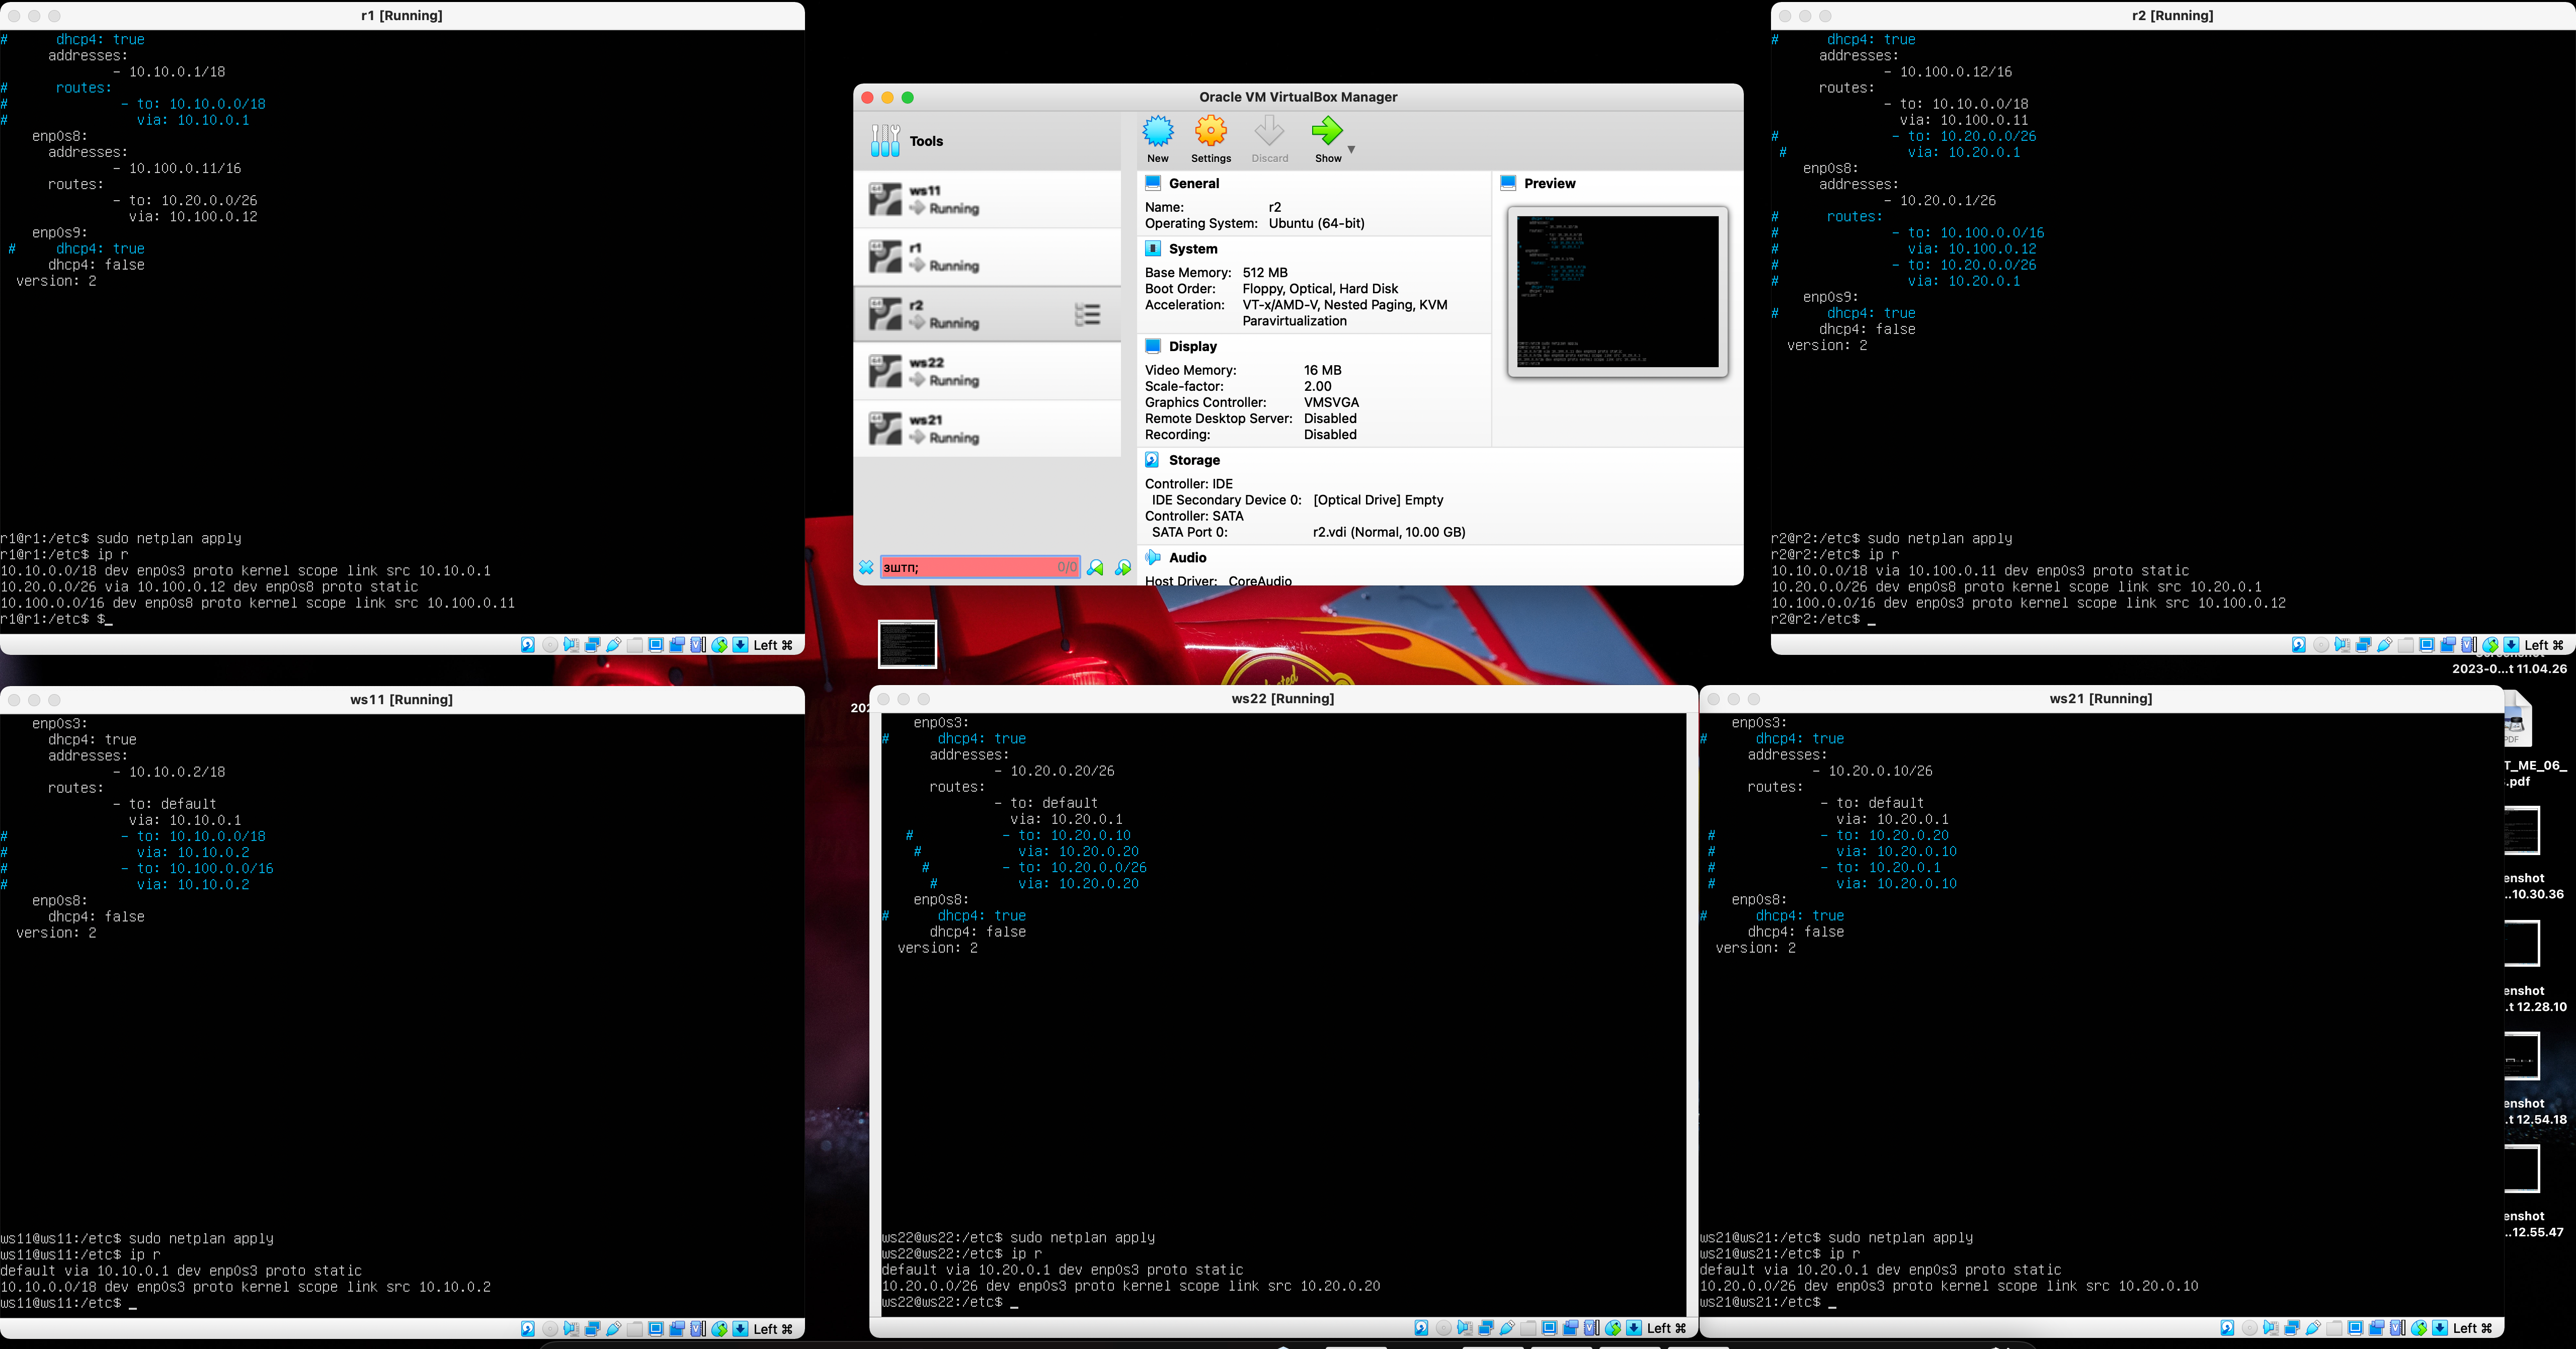 r1 [Running]
#      dhcp4: true
      addresses:
              - 10.10.0.1/18
#      routes:
#              - to: 10.10.0.0/18
#                via: 10.10.0.1
    enp0s8:
      addresses:
              - 10.100.0.11/16
      routes:
              - to: 10.20.0.0/26
                via: 10.100.0.12
    enp0s9:
 #     dhcp4: true
      dhcp4: false
  version: 2
r1@r1:/etc$ sudo netplan apply
r1@r1:/etc$ ip r
10.10.0.0/18 dev enp0s3 proto kernel scope link src 10.10.0.1
10.20.0.0/26 via 10.100.0.12 dev enp0s8 proto static
10.100.0.0/16 dev enp0s8 proto kernel scope link src 10.100.0.11
r1@r1:/etc$ $_
Left ⌘
Oracle VM VirtualBox Manager
Tools
New
Settings
Discard
Show
ws11
Running
r1
Running
r2
Running
ws22
Running
ws21
Running
зштп;
0/0
General
Name: r2
Operating System: Ubuntu (64-bit)
System
Base Memory: 512 MB
Boot Order: Floppy, Optical, Hard Disk
Acceleration: VT-x/AMD-V, Nested Paging, KVM
Paravirtualization
Display
Video Memory: 16 MB
Scale-factor: 2.00
Graphics Controller: VMSVGA
Remote Desktop Server: Disabled
Recording: Disabled
Storage
Controller: IDE
IDE Secondary Device 0: [Optical Drive] Empty
Controller: SATA
SATA Port 0: r2.vdi (Normal, 10.00 GB)
Audio
Host Driver: CoreAudio
Preview
r2 [Running]
#      dhcp4: true
      addresses:
              - 10.100.0.12/16
      routes:
              - to: 10.10.0.0/18
                via: 10.100.0.11
#              - to: 10.20.0.0/26
 #               via: 10.20.0.1
    enp0s8:
      addresses:
              - 10.20.0.1/26
#      routes:
#              - to: 10.100.0.0/16
#                via: 10.100.0.12
#              - to: 10.20.0.0/26
#                via: 10.20.0.1
    enp0s9:
#      dhcp4: true
      dhcp4: false
  version: 2
r2@r2:/etc$ sudo netplan apply
r2@r2:/etc$ ip r
10.10.0.0/18 via 10.100.0.11 dev enp0s3 proto static
10.20.0.0/26 dev enp0s8 proto kernel scope link src 10.20.0.1
10.100.0.0/16 dev enp0s3 proto kernel scope link src 10.100.0.12
r2@r2:/etc$ _
Left ⌘
2023-0...t 11.04.26
ws11 [Running]
    enp0s3:
      dhcp4: true
      addresses:
              - 10.10.0.2/18
      routes:
              - to: default
                via: 10.10.0.1
#              - to: 10.10.0.0/18
#                via: 10.10.0.2
#              - to: 10.100.0.0/16
#                via: 10.10.0.2
    enp0s8:
      dhcp4: false
  version: 2
ws11@ws11:/etc$ sudo netplan apply
ws11@ws11:/etc$ ip r
default via 10.10.0.1 dev enp0s3 proto static
10.10.0.0/18 dev enp0s3 proto kernel scope link src 10.10.0.2
ws11@ws11:/etc$ _
Left ⌘
ws22 [Running]
    enp0s3:
#      dhcp4: true
      addresses:
              - 10.20.0.20/26
      routes:
              - to: default
                via: 10.20.0.1
   #           - to: 10.20.0.10
    #            via: 10.20.0.20
     #         - to: 10.20.0.0/26
      #          via: 10.20.0.20
    enp0s8:
#      dhcp4: true
      dhcp4: false
  version: 2
ws22@ws22:/etc$ sudo netplan apply
ws22@ws22:/etc$ ip r
default via 10.20.0.1 dev enp0s3 proto static
10.20.0.0/26 dev enp0s3 proto kernel scope link src 10.20.0.20
ws22@ws22:/etc$ _
Left ⌘
ws21 [Running]
    enp0s3:
#      dhcp4: true
      addresses:
              - 10.20.0.10/26
      routes:
               - to: default
                 via: 10.20.0.1
 #             - to: 10.20.0.20
 #               via: 10.20.0.10
 #             - to: 10.20.0.1
 #               via: 10.20.0.10
    enp0s8:
#      dhcp4: true
      dhcp4: false
  version: 2
ws21@ws21:/etc$ sudo netplan apply
ws21@ws21:/etc$ ip r
default via 10.20.0.1 dev enp0s3 proto static
10.20.0.0/26 dev enp0s3 proto kernel scope link src 10.20.0.10
ws21@ws21:/etc$ _
Left ⌘
PDF
T_ME_06_
.pdf
enshot
...10.30.36
enshot
..t 12.28.10
enshot
..t 12.54.18
enshot
...12.55.47